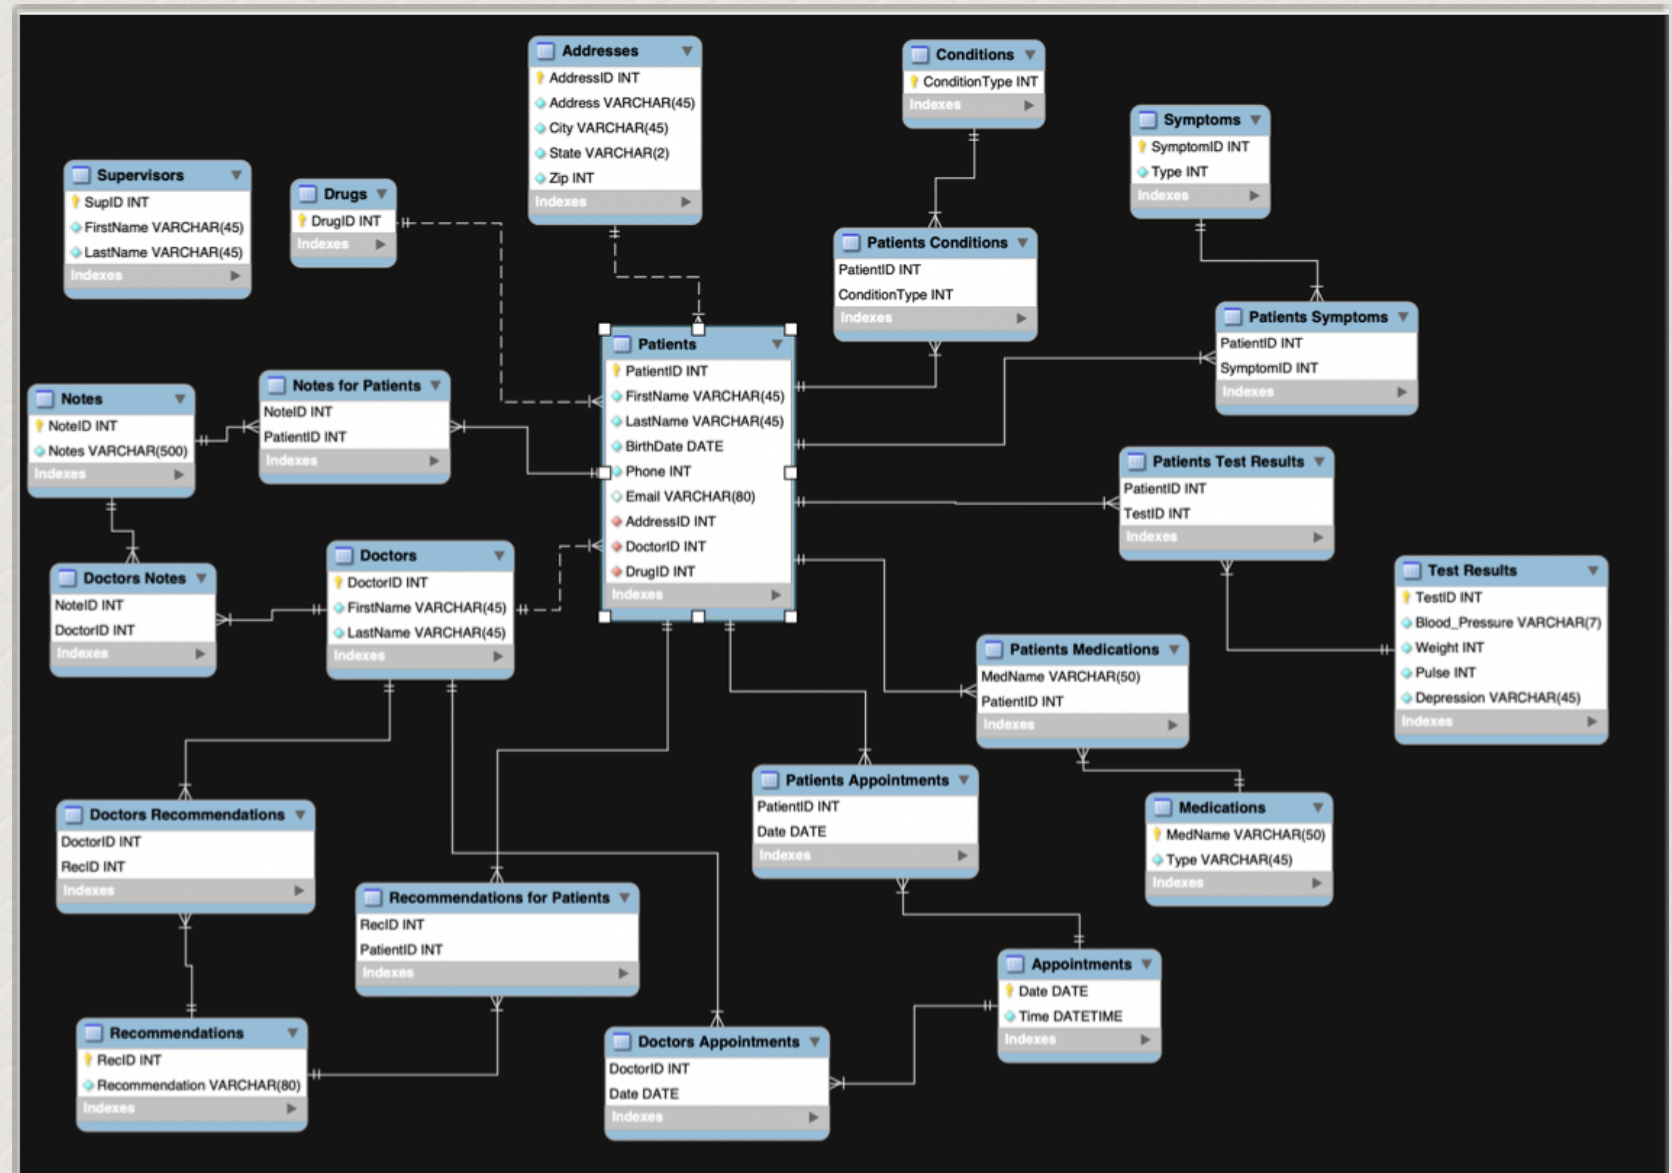 Addresses
AddressID INT
Address VARCHAR(45)
City VARCHAR(45)
State VARCHAR(2)
Zip INT
Indexes
Conditions
ConditionType INT
Indexes
Symptoms
SymptomID INT
Type INT
Indexes
Supervisors
SupID INT
FirstName VARCHAR(45)
LastName VARCHAR(45)
Indexes
Drugs
DrugID INT
Indexes
Patients Conditions
PatientID INT
ConditionType INT
Indexes
Patients Symptoms
PatientID INT
SymptomID INT
Indexes
Patients
PatientID INT
FirstName VARCHAR(45)
LastName VARCHAR(45)
BirthDate DATE
Phone INT
Email VARCHAR(80)
AddressID INT
DoctorID INT
DrugID INT
Indexes
Notes
NoteID INT
Notes VARCHAR(500)
Indexes
Notes for Patients
NoteID INT
PatientID INT
Indexes
Patients Test Results
PatientID INT
TestID INT
Indexes
Doctors Notes
NoteID INT
DoctorID INT
Indexes
Doctors
DoctorID INT
FirstName VARCHAR(45)
LastName VARCHAR(45)
Indexes
Test Results
TestID INT
Blood_Pressure VARCHAR(7)
Weight INT
Pulse INT
Depression VARCHAR(45)
Indexes
Patients Medications
MedName VARCHAR(50)
PatientID INT
Indexes
Patients Appointments
PatientID INT
Date DATE
Indexes
Medications
MedName VARCHAR(50)
Type VARCHAR(45)
Indexes
Doctors Recommendations
DoctorID INT
RecID INT
Indexes
Recommendations for Patients
RecID INT
PatientID INT
Indexes
Appointments
Date DATE
Time DATETIME
Indexes
Recommendations
RecID INT
Recommendation VARCHAR(80)
Indexes
Doctors Appointments
DoctorID INT
Date DATE
Indexes